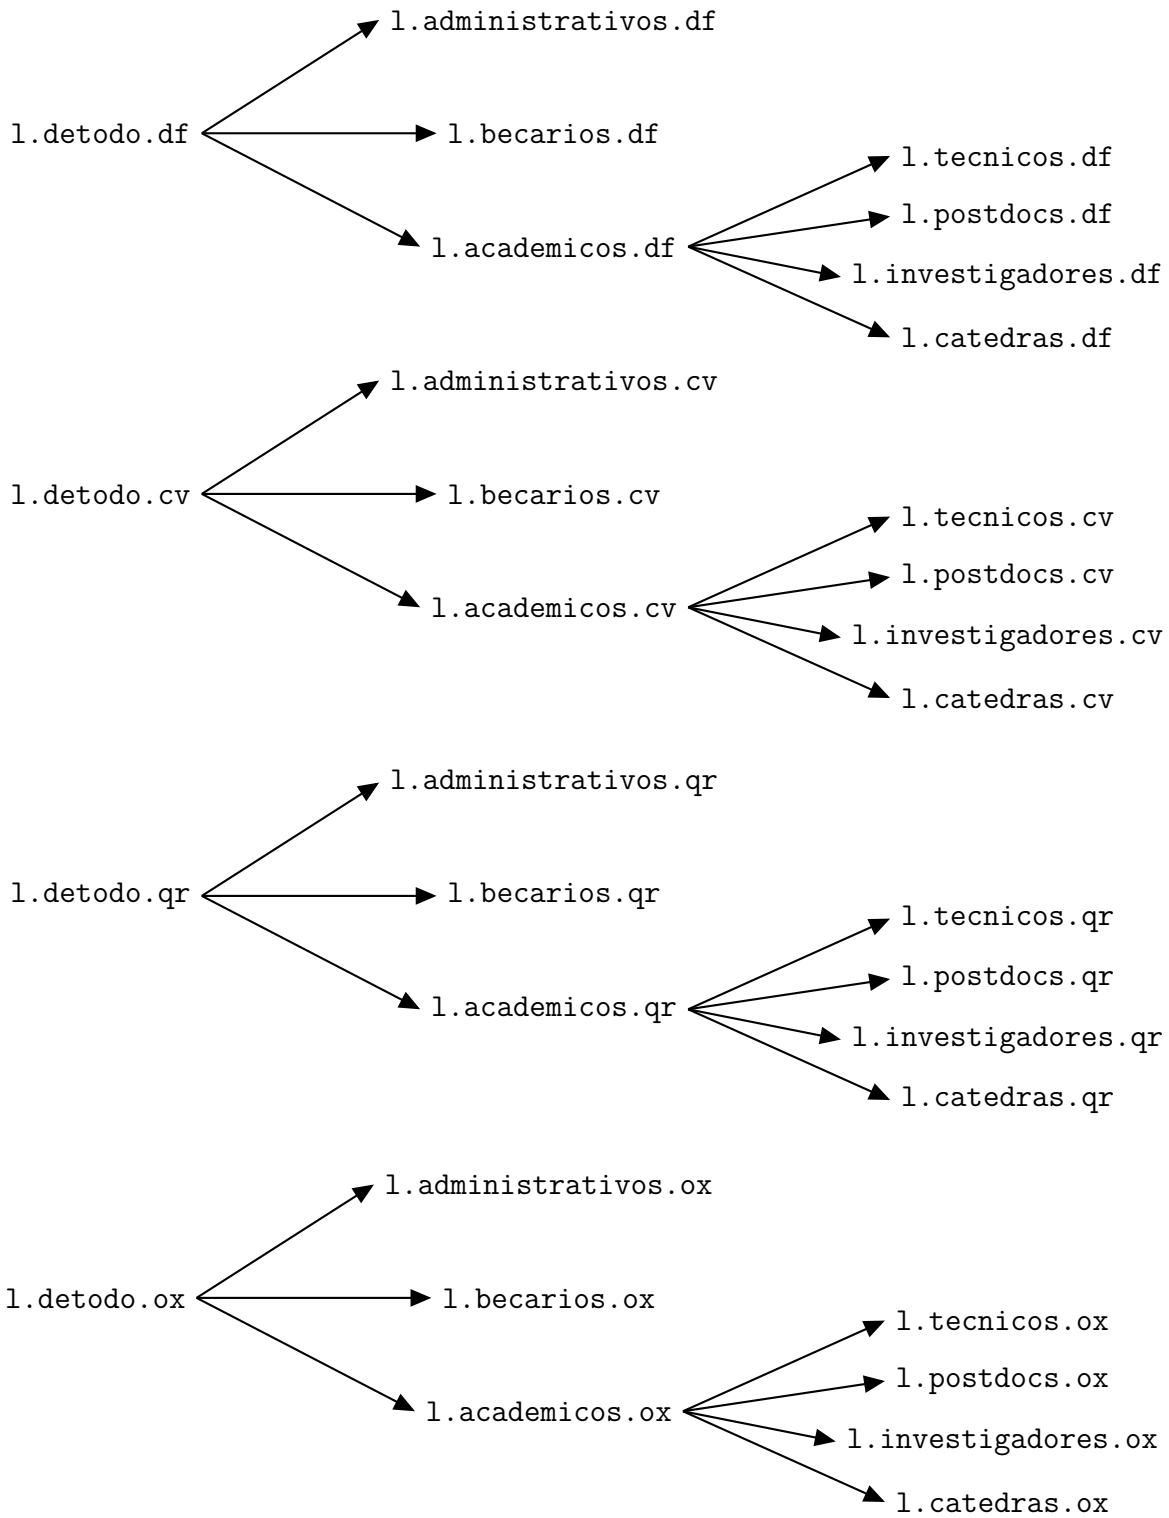 l.administrativos.df
l.detodo.df
l.becarios.df
l.tecnicos.df
l.postdocs.df
l.academicos.df
l.investigadores.df
l.catedras.df
l.administrativos.cv
l.detodo.cv
l.becarios.cv
l.tecnicos.cv
l.postdocs.cv
l.academicos.cv
l.investigadores.cv
l.catedras.cv
l.administrativos.qr
l.detodo.qr
l.becarios.qr
l.tecnicos.qr
l.postdocs.qr
l.academicos.qr
l.investigadores.qr
l.catedras.qr
l.administrativos.ox
l.detodo.ox
l.becarios.ox
l.tecnicos.ox
l.postdocs.ox
l.academicos.ox
l.investigadores.ox
l.catedras.ox